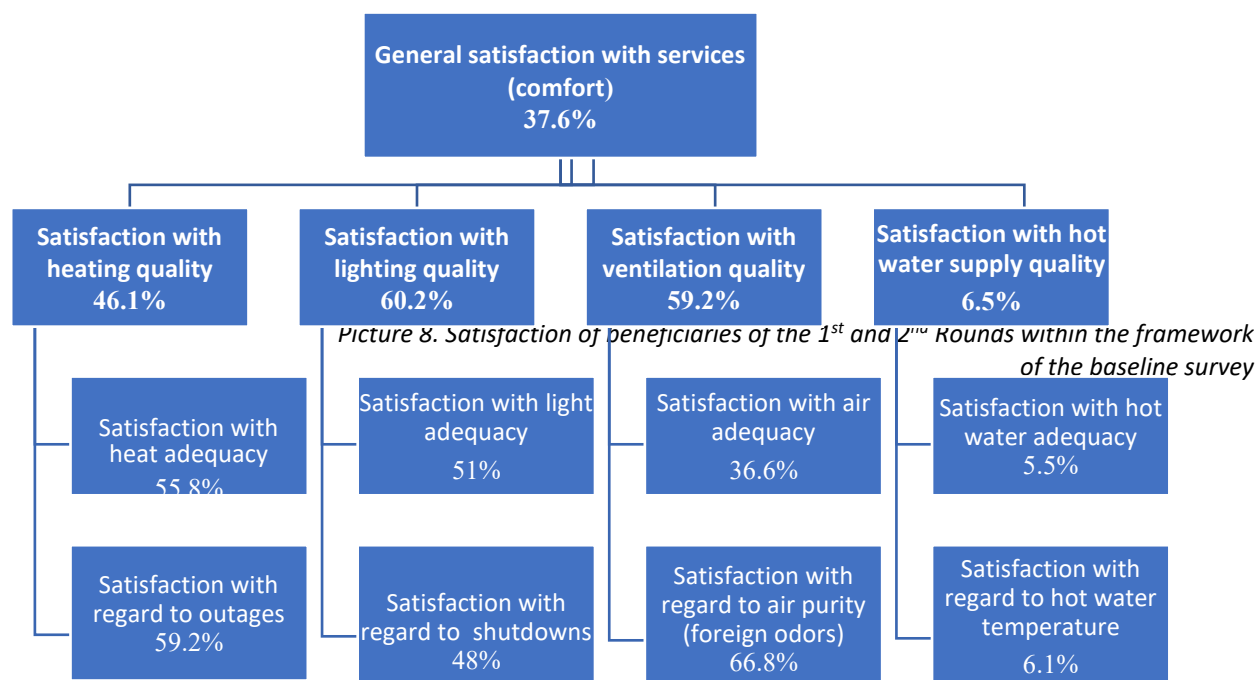 General satisfaction with services
(comfort)
37.6%
Satisfaction with
heating quality
46.1%
Satisfaction with
lighting quality
60.2%
Satisfaction with
ventilation quality
59.2%
Satisfaction with hot
water supply quality
6.5%
Picture 8. Satisfaction of beneficiaries of the 1st and 2nd Rounds within the framework
of the baseline survey
Satisfaction with
heat adequacy
55.8%
Satisfaction with light
adequacy
51%
Satisfaction with air
adequacy
36.6%
Satisfaction with hot
water adequacy
5.5%
Satisfaction with
regard to outages
59.2%
Satisfaction with
regard to shutdowns
48%
Satisfaction with
regard to air purity
(foreign odors)
66.8%
Satisfaction with
regard to hot water
temperature
6.1%